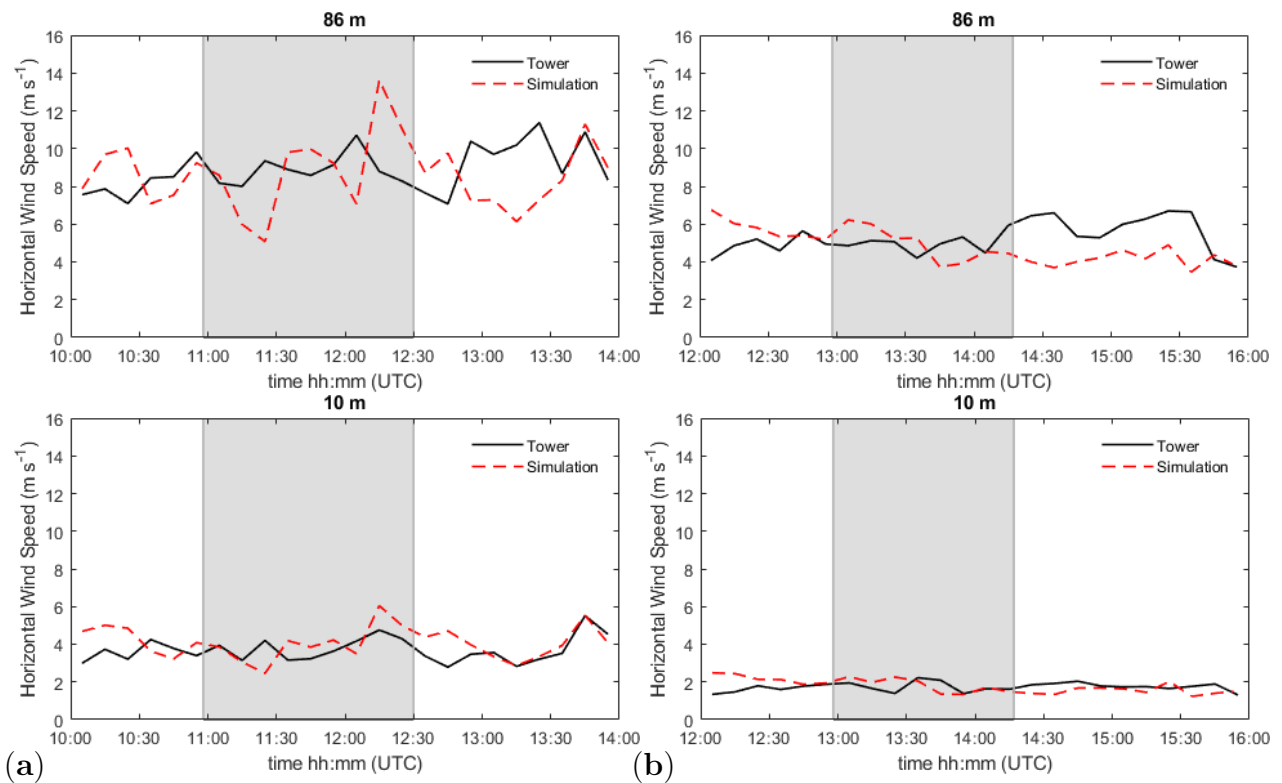 86 m
Horizontal Wind Speed (m s⁻¹)
16
14
12
10
8
6
4
2
0
Tower
Simulation
10:00 10:30 11:00 11:30 12:00 12:30 13:00 13:30 14:00
time hh:mm (UTC)
86 m
Horizontal Wind Speed (m s⁻¹)
16
14
12
10
8
6
4
2
0
Tower
Simulation
12:00 12:30 13:00 13:30 14:00 14:30 15:00 15:30 16:00
time hh:mm (UTC)
10 m
Horizontal Wind Speed (m s⁻¹)
16
14
12
10
8
6
4
2
0
Tower
Simulation
10:00 10:30 11:00 11:30 12:00 12:30 13:00 13:30 14:00
time hh:mm (UTC)
(a)
10 m
Horizontal Wind Speed (m s⁻¹)
16
14
12
10
8
6
4
2
0
Tower
Simulation
12:00 12:30 13:00 13:30 14:00 14:30 15:00 15:30 16:00
time hh:mm (UTC)
(b)